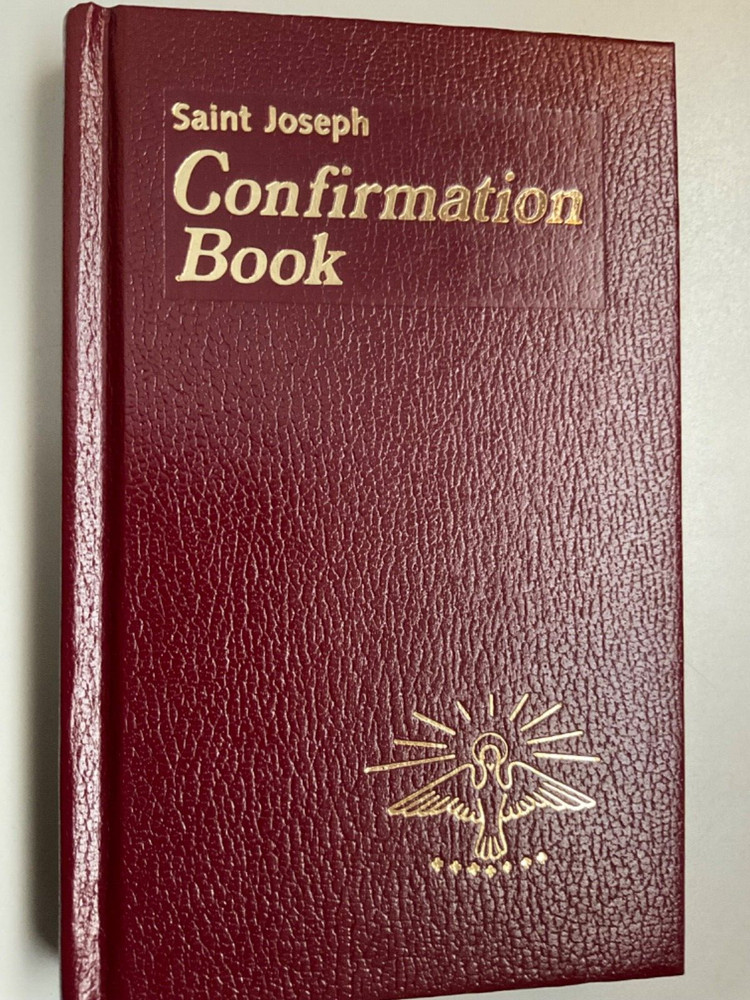 Saint Joseph
Confirmation
Book